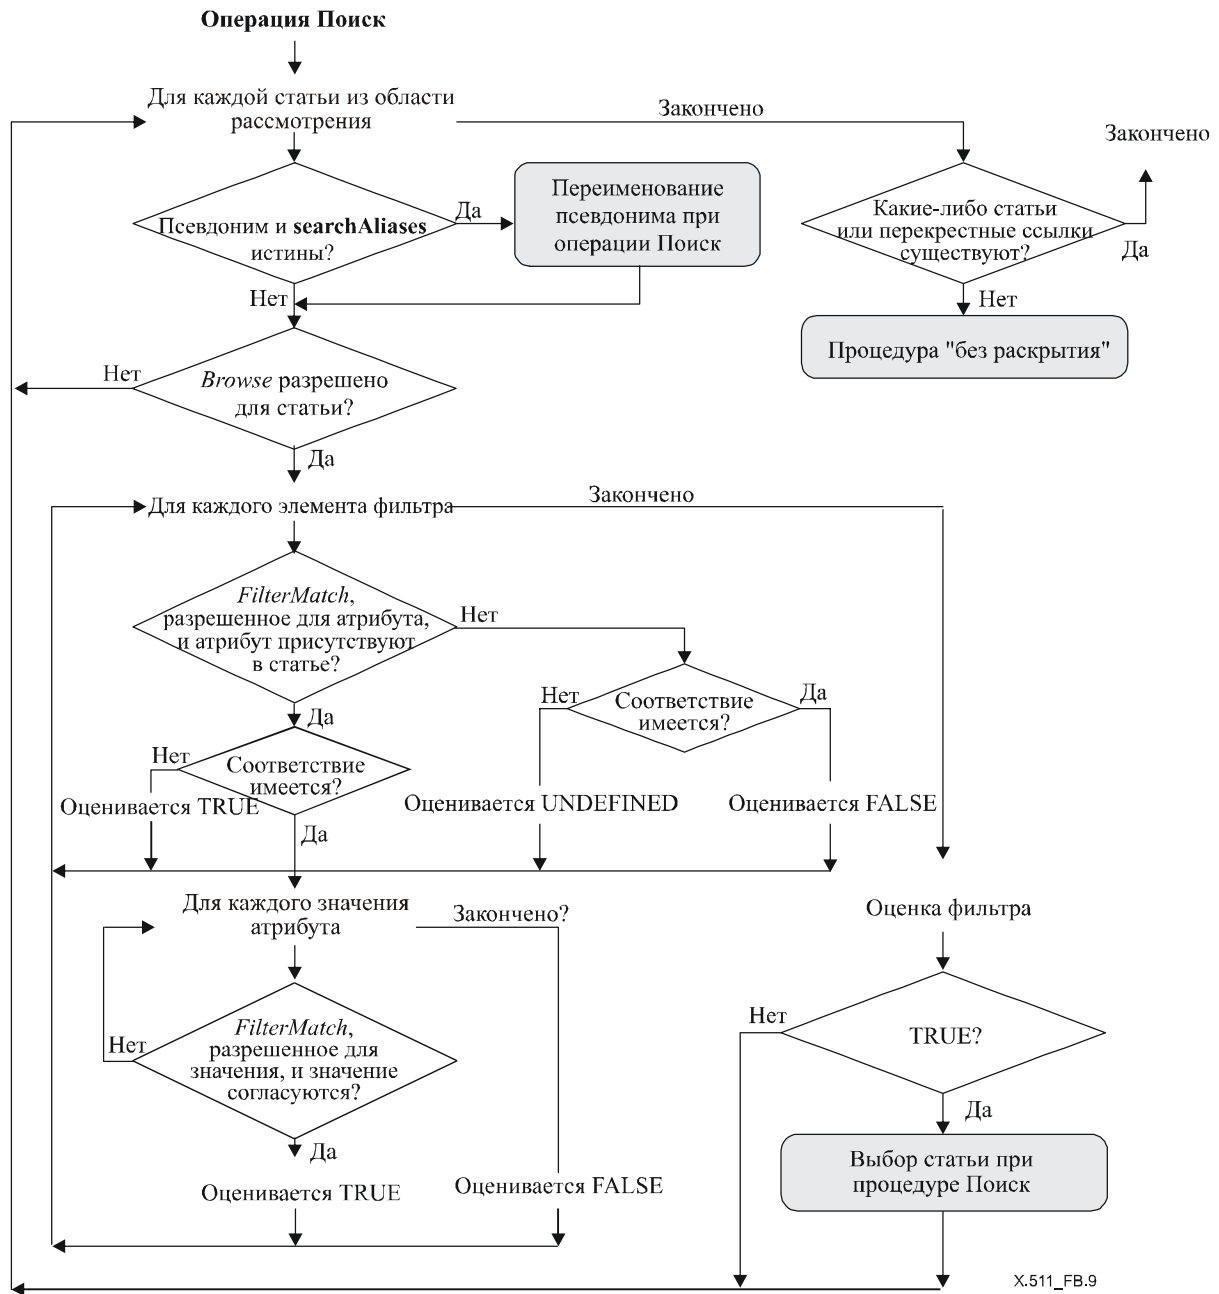 Операция Поиск
Для каждой статьи из области
рассмотрения
Закончено
Закончено
Псевдоним и searchAliases
истины?
Да
Переименование
псевдонима при
операции Поиск
Какие-либо статьи
или перекрестные ссылки
существуют?
Да
Нет
Нет
Процедура "без раскрытия"
Browse разрешено
для статьи?
Нет
Да
Для каждого элемента фильтра
Закончено
FilterMatch,
разрешенное для атрибута,
и атрибут присутствуют
в статье?
Нет
Да
Нет
Соответствие
имеется?
Да
Нет
Соответствие
имеется?
Оценивается TRUE
Оценивается UNDEFINED
Оценивается FALSE
Да
Для каждого значения
атрибута
Закончено?
Оценка фильтра
FilterMatch,
разрешенное для
значения, и значение
согласуются?
Нет
Нет
TRUE?
Да
Да
Оценивается TRUE
Оценивается FALSE
Выбор статьи при
процедуре Поиск
X.511_FB.9